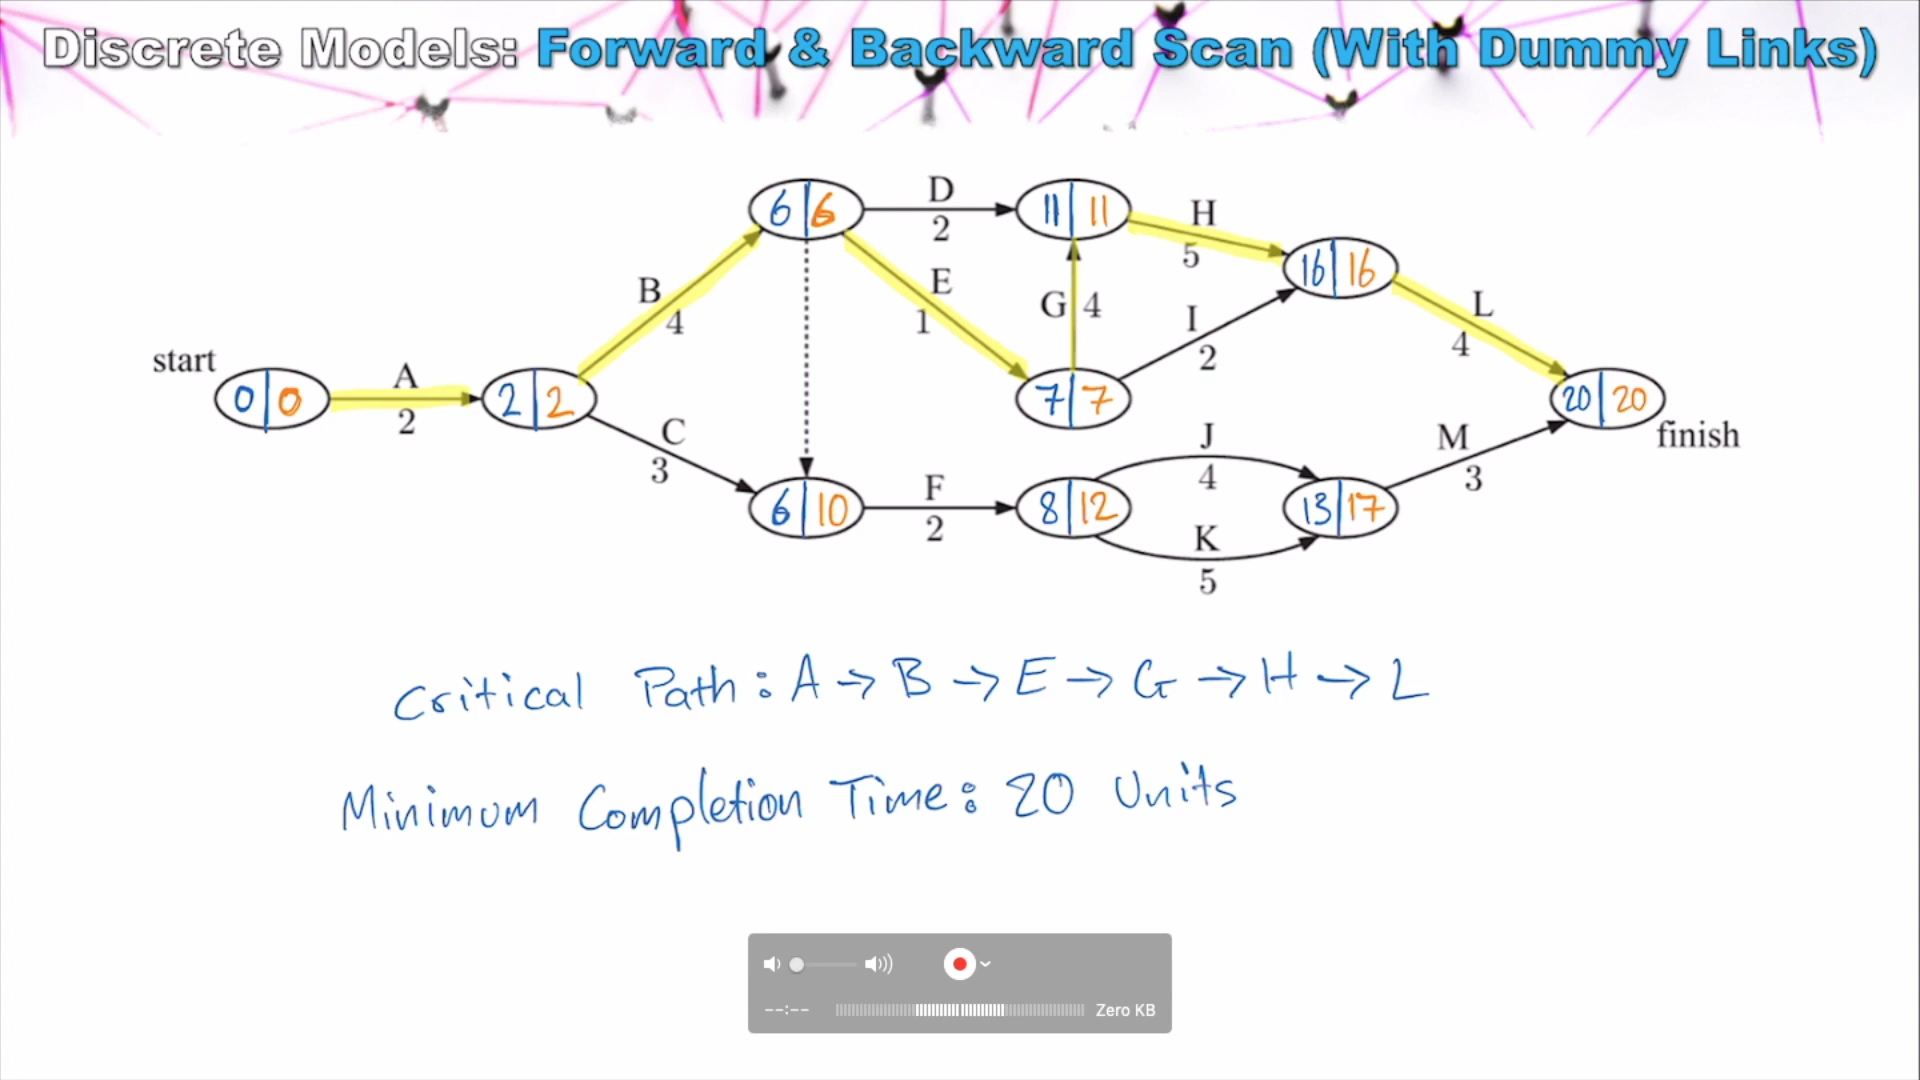 Discrete Models: Forward & Backward Scan (With Dummy Links)
6|6
D
2
11|11
H
5
16|16
B
4
E
1
G 4
I
2
L
4
start
0|0
A
2
2|2
7|7
20|20
finish
C
3
J
4
M
3
6|10
F
2
8|12
13|17
K
5
Critical Path: A → B → E → G → H → L
Minimum Completion Time: 20 Units
--:-- Zero KB